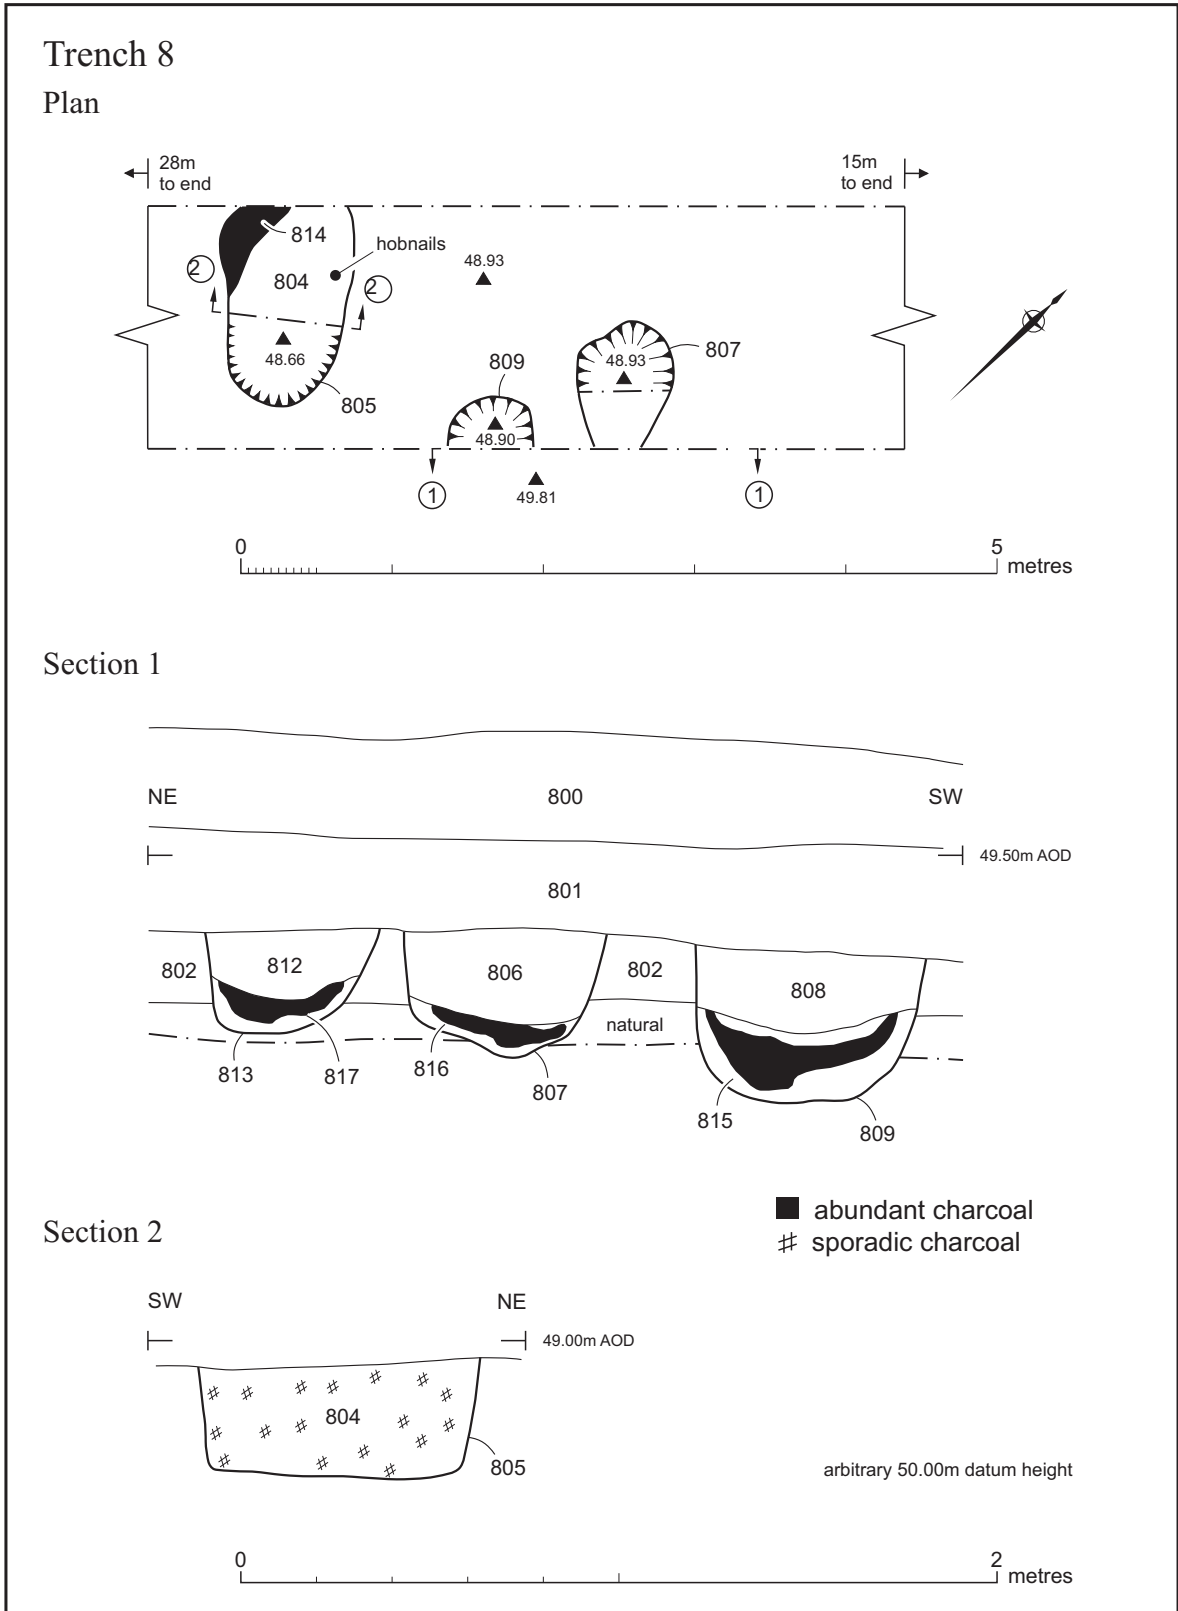 Trench 8
Plan
28m
to end
15m
to end
814
hobnails
2
804
2
48.93
48.66
805
809
48.93
807
48.90
1
49.81
1
0
5
metres
Section 1
NE
800
SW
49.50m AOD
801
802
812
806
802
808
natural
813
817
816
807
815
809
abundant charcoal
sporadic charcoal
Section 2
SW
NE
49.00m AOD
804
805
arbitrary 50.00m datum height
0
2
metres